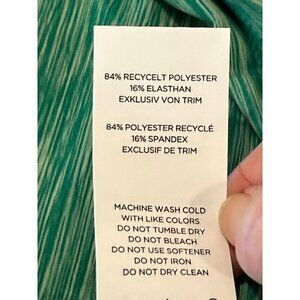 84% RECYCELT POLYESTER
16% ELASTHAN
EXKLUSIV VON TRIM
84% POLYESTER RECYCLÉ
16% SPANDEX
EXCLUSIF DE TRIM
MACHINE WASH COLD
WITH LIKE COLORS
DO NOT TUMBLE DRY
DO NOT BLEACH
DO NOT USE SOFTENER
DO NOT IRON
DO NOT DRY CLEAN